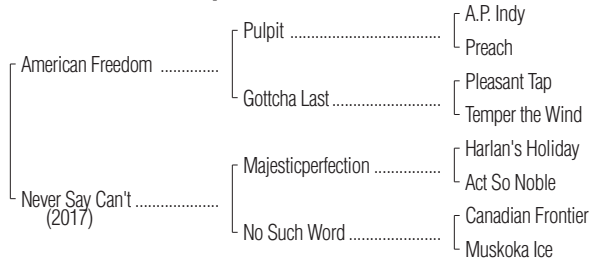 A.P. Indy
Pulpit ..............................
Preach
American Freedom ..............
Pleasant Tap
Gottcha Last......................
Temper the Wind
Harlan's Holiday
Majesticperfection ..................
Act So Noble
Never Say Can't ....................
(2017)
Canadian Frontier
No Such Word ....................
Muskoka Ice